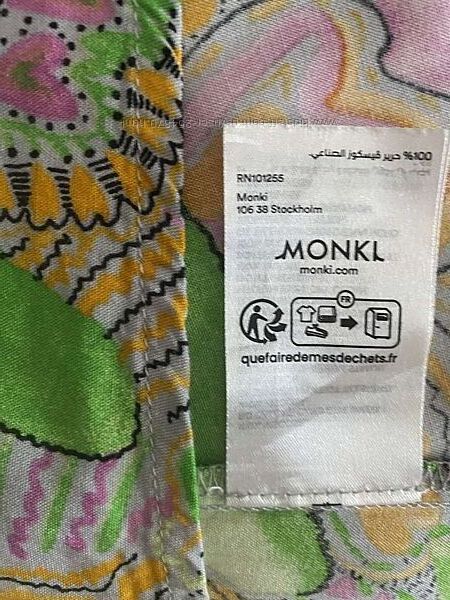 100% حرير فيسكوز الصناعي.
RN101255
Monki
106 38 Stockholm
MONKI
monki.com
FR
quefairedemesdechets.fr